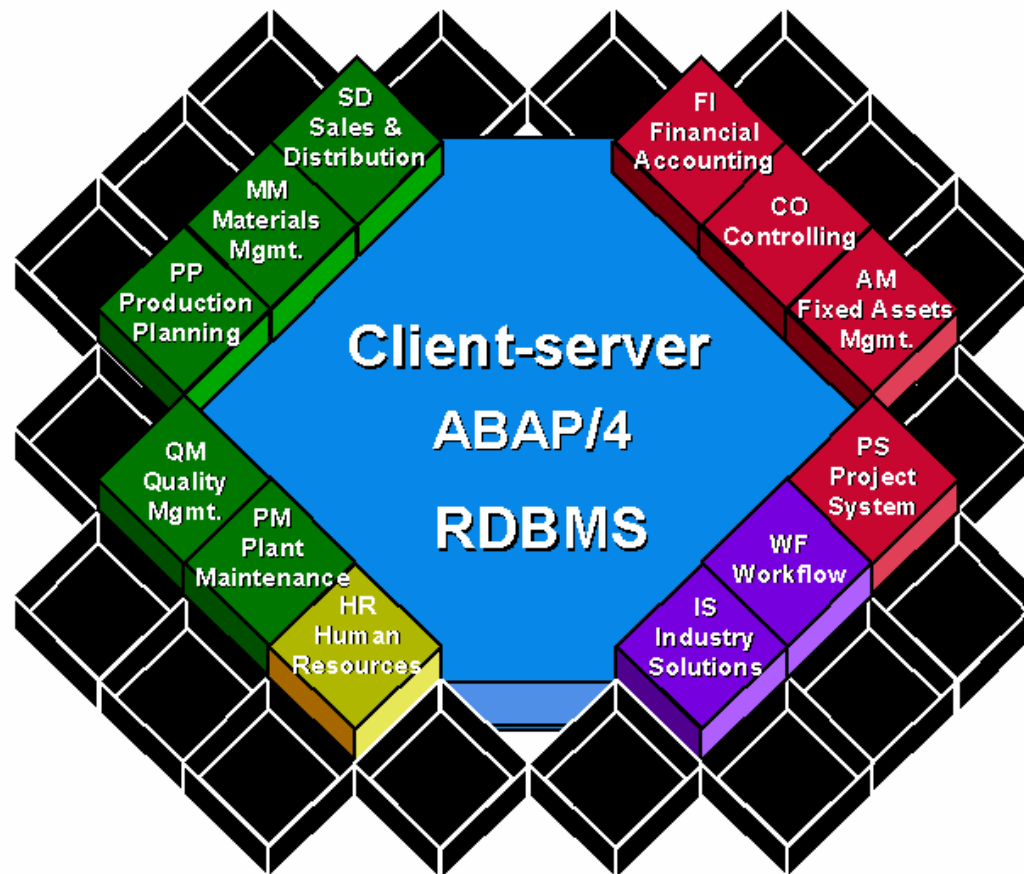 SD
Sales &
Distribution
MM
Materials
Mgmt.
PP
Production
Planning
FI
Financial
Accounting
CO
Controlling
AM
Fixed Assets
Mgmt.
Client-server
ABAP/4
RDBMS
QM
Quality
Mgmt.
PM
Plant
Maintenance
HR
Human
Resources
PS
Project
System
WF
Workflow
IS
Industry
Solutions